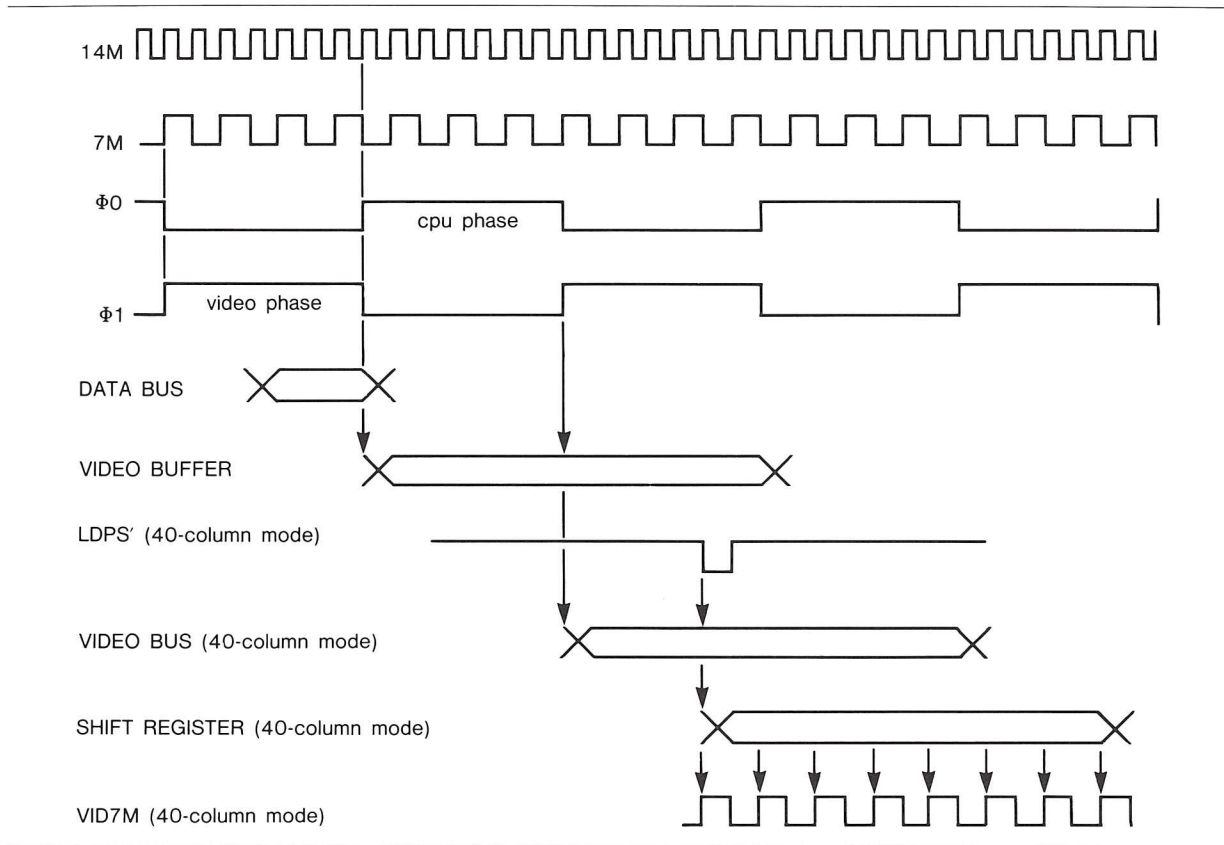 14M
7M
Φ0
cpu phase
Φ1
video phase
DATA BUS
VIDEO BUFFER
LDPS′ (40-column mode)
VIDEO BUS (40-column mode)
SHIFT REGISTER (40-column mode)
VID7M (40-column mode)